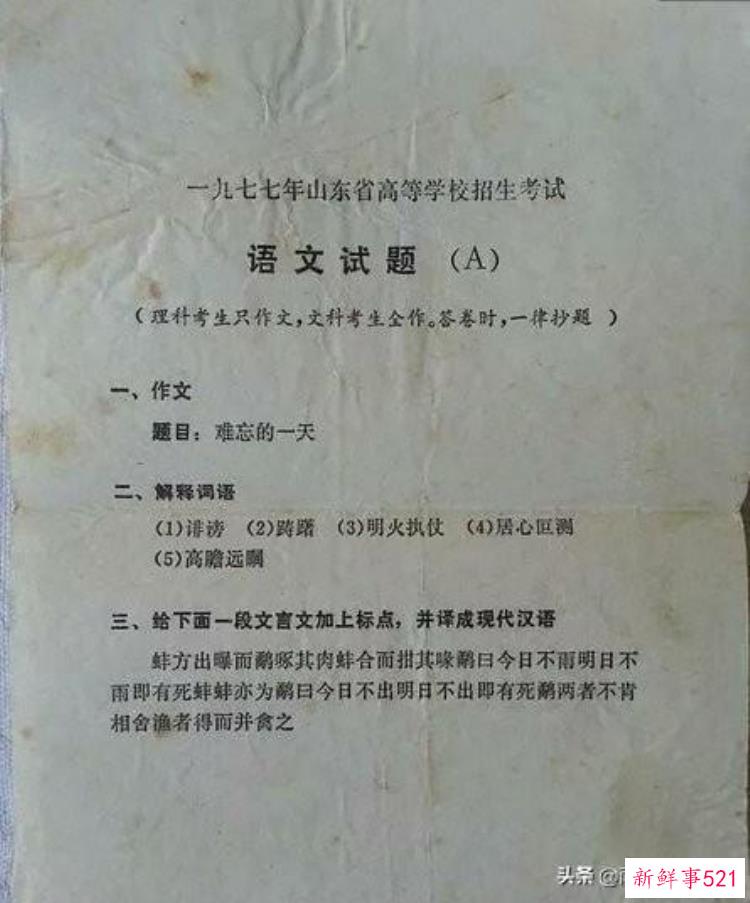 一九七七年山东省高等学校招生考试
语文试题 (A)
(理科考生只作文,文科考生全作。答卷时,一律抄题)
一、作文
题目:难忘的一天
二、解释词语
(1)诽谤 (2)踌躇 (3)明火执仗 (4)居心叵测
(5)高瞻远瞩
三、给下面一段文言文加上标点,并译成现代汉语
蚌方出曝而鹬啄其肉蚌合而拑其喙鹬曰今日不雨明日不
雨即有死蚌蚌亦为鹬曰今日不出明日不出即有死鹬两者不肯
相舍渔者得而并禽之
头条 @
新鲜事521